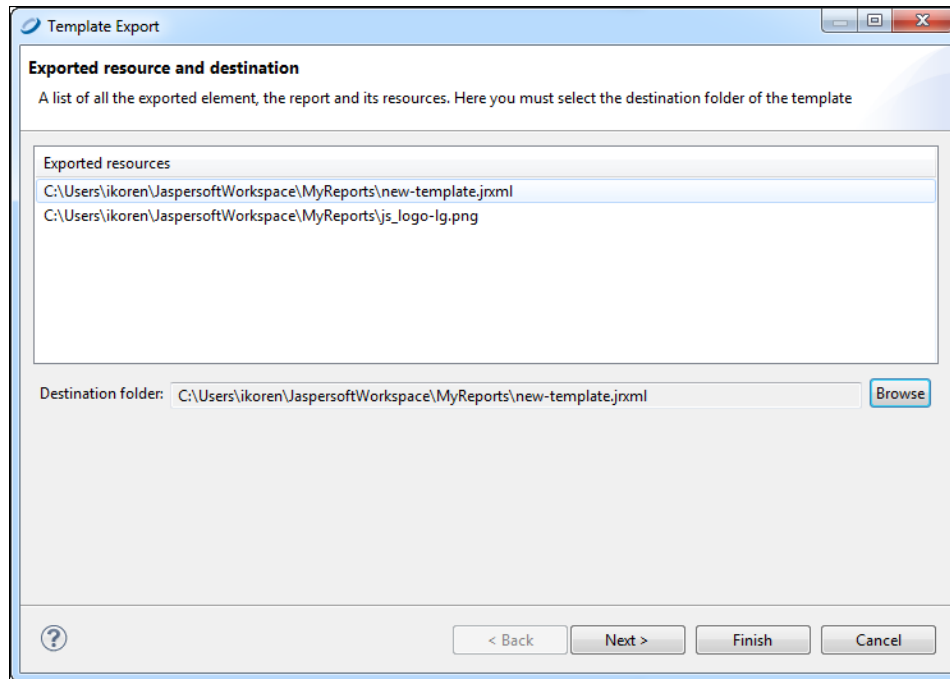 Template Export
Exported resource and destination
A list of all the exported element, the report and its resources. Here you must select the destination folder of the template
Exported resources
C:\Users\ikoren\JaspersoftWorkspace\MyReports\new-template.jrxml
C:\Users\ikoren\JaspersoftWorkspace\MyReports\js_logo-lg.png
Destination folder: C:\Users\ikoren\JaspersoftWorkspace\MyReports\new-template.jrxml Browse
? < Back Next > Finish Cancel